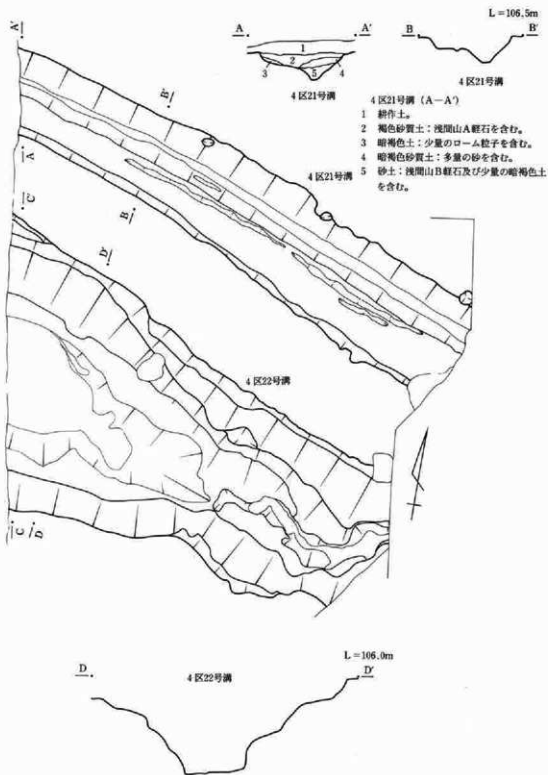 L=106.5m
A A'
B B'
1
2
3 5 4
4区21号溝
4区21号溝
4区21号溝（A－A'）
1 耕作土。
2 褐色砂質土：浅間山A軽石を含む。
3 暗褐色土：少量のローム粒子を含む。
4 暗褐色砂質土：多量の砂を含む。
5 砂土：浅間山B軽石及び少量の暗褐色土
を含む。
A'
B'
4区21号溝
A
C'
B
D'
4区22号溝
C D
L=106.0m
D D'
4区22号溝